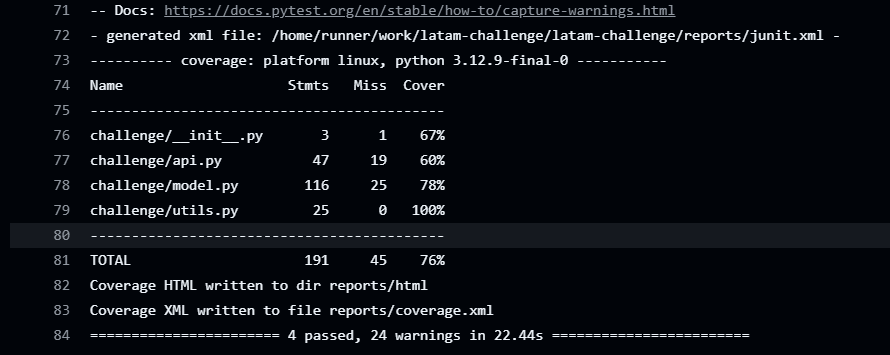 71 -- Docs: https://docs.pytest.org/en/stable/how-to/capture-warnings.html
72 - generated xml file: /home/runner/work/latam-challenge/latam-challenge/reports/junit.xml -
73 ---------- coverage: platform linux, python 3.12.9-final-0 -----------
74 Name                    Stmts   Miss  Cover
75 -------------------------------------------
76 challenge/__init__.py       3      1    67%
77 challenge/api.py           47     19    60%
78 challenge/model.py        116     25    78%
79 challenge/utils.py         25      0   100%
80 -------------------------------------------
81 TOTAL                     191     45    76%
82 Coverage HTML written to dir reports/html
83 Coverage XML written to file reports/coverage.xml
84 ======================= 4 passed, 24 warnings in 22.44s ========================